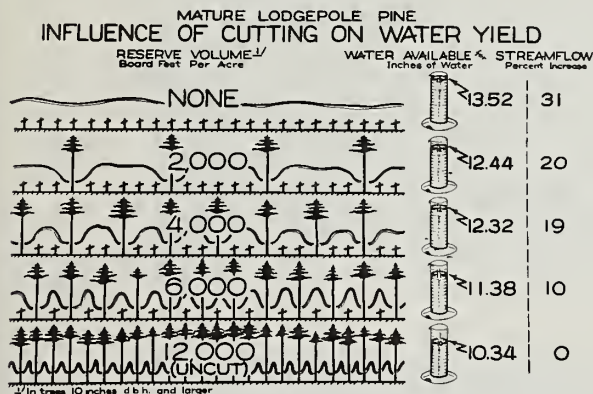 MATURE LODGEPOLE PINE
INFLUENCE OF CUTTING ON WATER YIELD
RESERVE VOLUME 1/ WATER AVAILABLE for STREAMFLOW
Board Feet Per Acre Inches of Water Percent Increase
NONE 13.52 31
2,000 12.44 20
4,000 12.32 19
6,000 11.38 10
12,000 10.34 0
(UNCUT)
1/ In trees 10 inches d b h. and larger